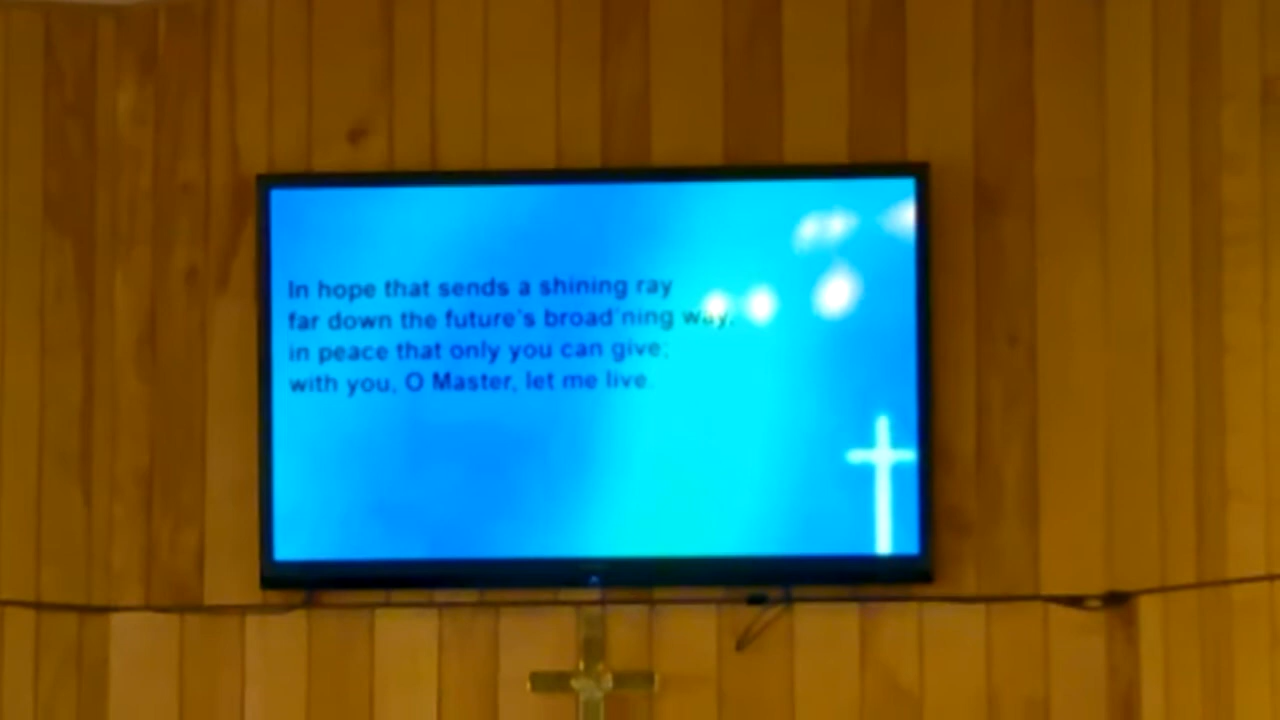 In hope that sends a shining ray
far down the future's broad'ning way,
in peace that only you can give;
with you, O Master, let me live.